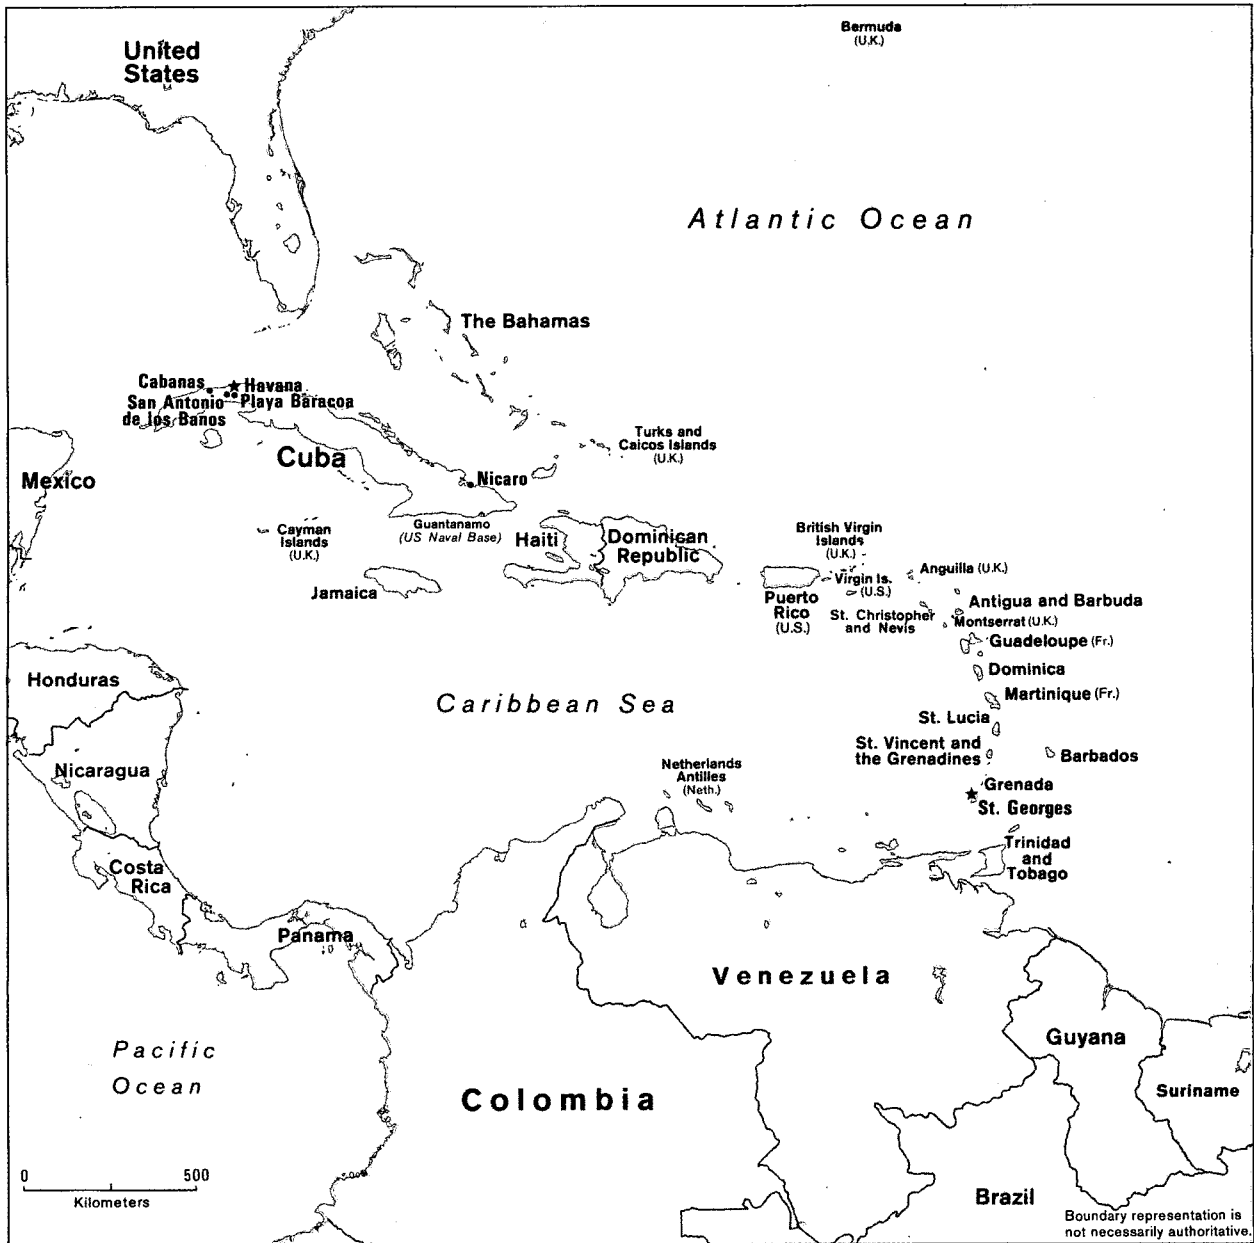 Bermuda
(U.K.)
United
States
Atlantic Ocean
The Bahamas
Cabanas
Havana
San Antonio
de los Banos
Playa Baracoa
Turks and
Caicos Islands
(U.K.)
Cuba
Mexico
Nicaro
Cayman
Islands
(U.K.)
Guantanamo
(US Naval Base)
Haiti
Dominican
Republic
British Virgin
Islands
(U.K.)
Jamaica
Puerto
Rico
(U.S.)
Virgin Is.
(U.S.)
Anguilla (U.K.)
St. Christopher
and Nevis
Antigua and Barbuda
Montserrat (U.K.)
Guadeloupe (Fr.)
Dominica
Martinique (Fr.)
St. Lucia
St. Vincent and
the Grenadines
Barbados
Grenada
St. Georges
Trinidad
and
Tobago
Honduras
Caribbean Sea
Nicaragua
Netherlands
Antilles
(Neth.)
Costa
Rica
Panama
Venezuela
Guyana
Suriname
Pacific
Ocean
Colombia
Brazil
0 500
Kilometers
Boundary representation is
not necessarily authoritative.